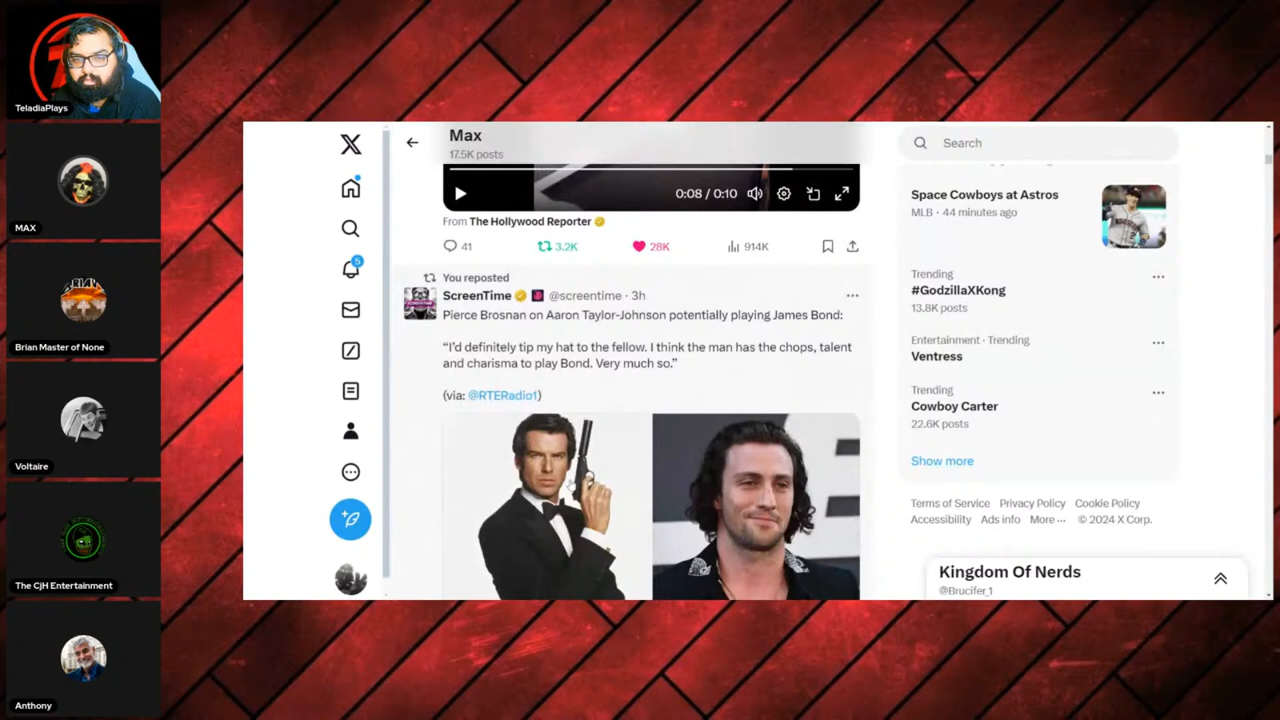 TeladiaPlays
MAX
Brian Master of None
Voltaire
The CjH Entertainment
Anthony
Max
17.5K posts
0:08 / 0:10
From The Hollywood Reporter
41
3.2K
28K
914K
You reposted
ScreenTime @screentime · 3h
Pierce Brosnan on Aaron Taylor-Johnson potentially playing James Bond:
“I’d definitely tip my hat to the fellow. I think the man has the chops, talent
and charisma to play Bond. Very much so.”
(via: @RTERadio1)
5
Search
Space Cowboys at Astros
MLB · 44 minutes ago
Trending
#GodzillaXKong
13.8K posts
Entertainment · Trending
Ventress
Trending
Cowboy Carter
22.6K posts
Show more
Terms of Service Privacy Policy Cookie Policy
Accessibility Ads info More ··· © 2024 X Corp.
Kingdom Of Nerds
@Brucifer_1